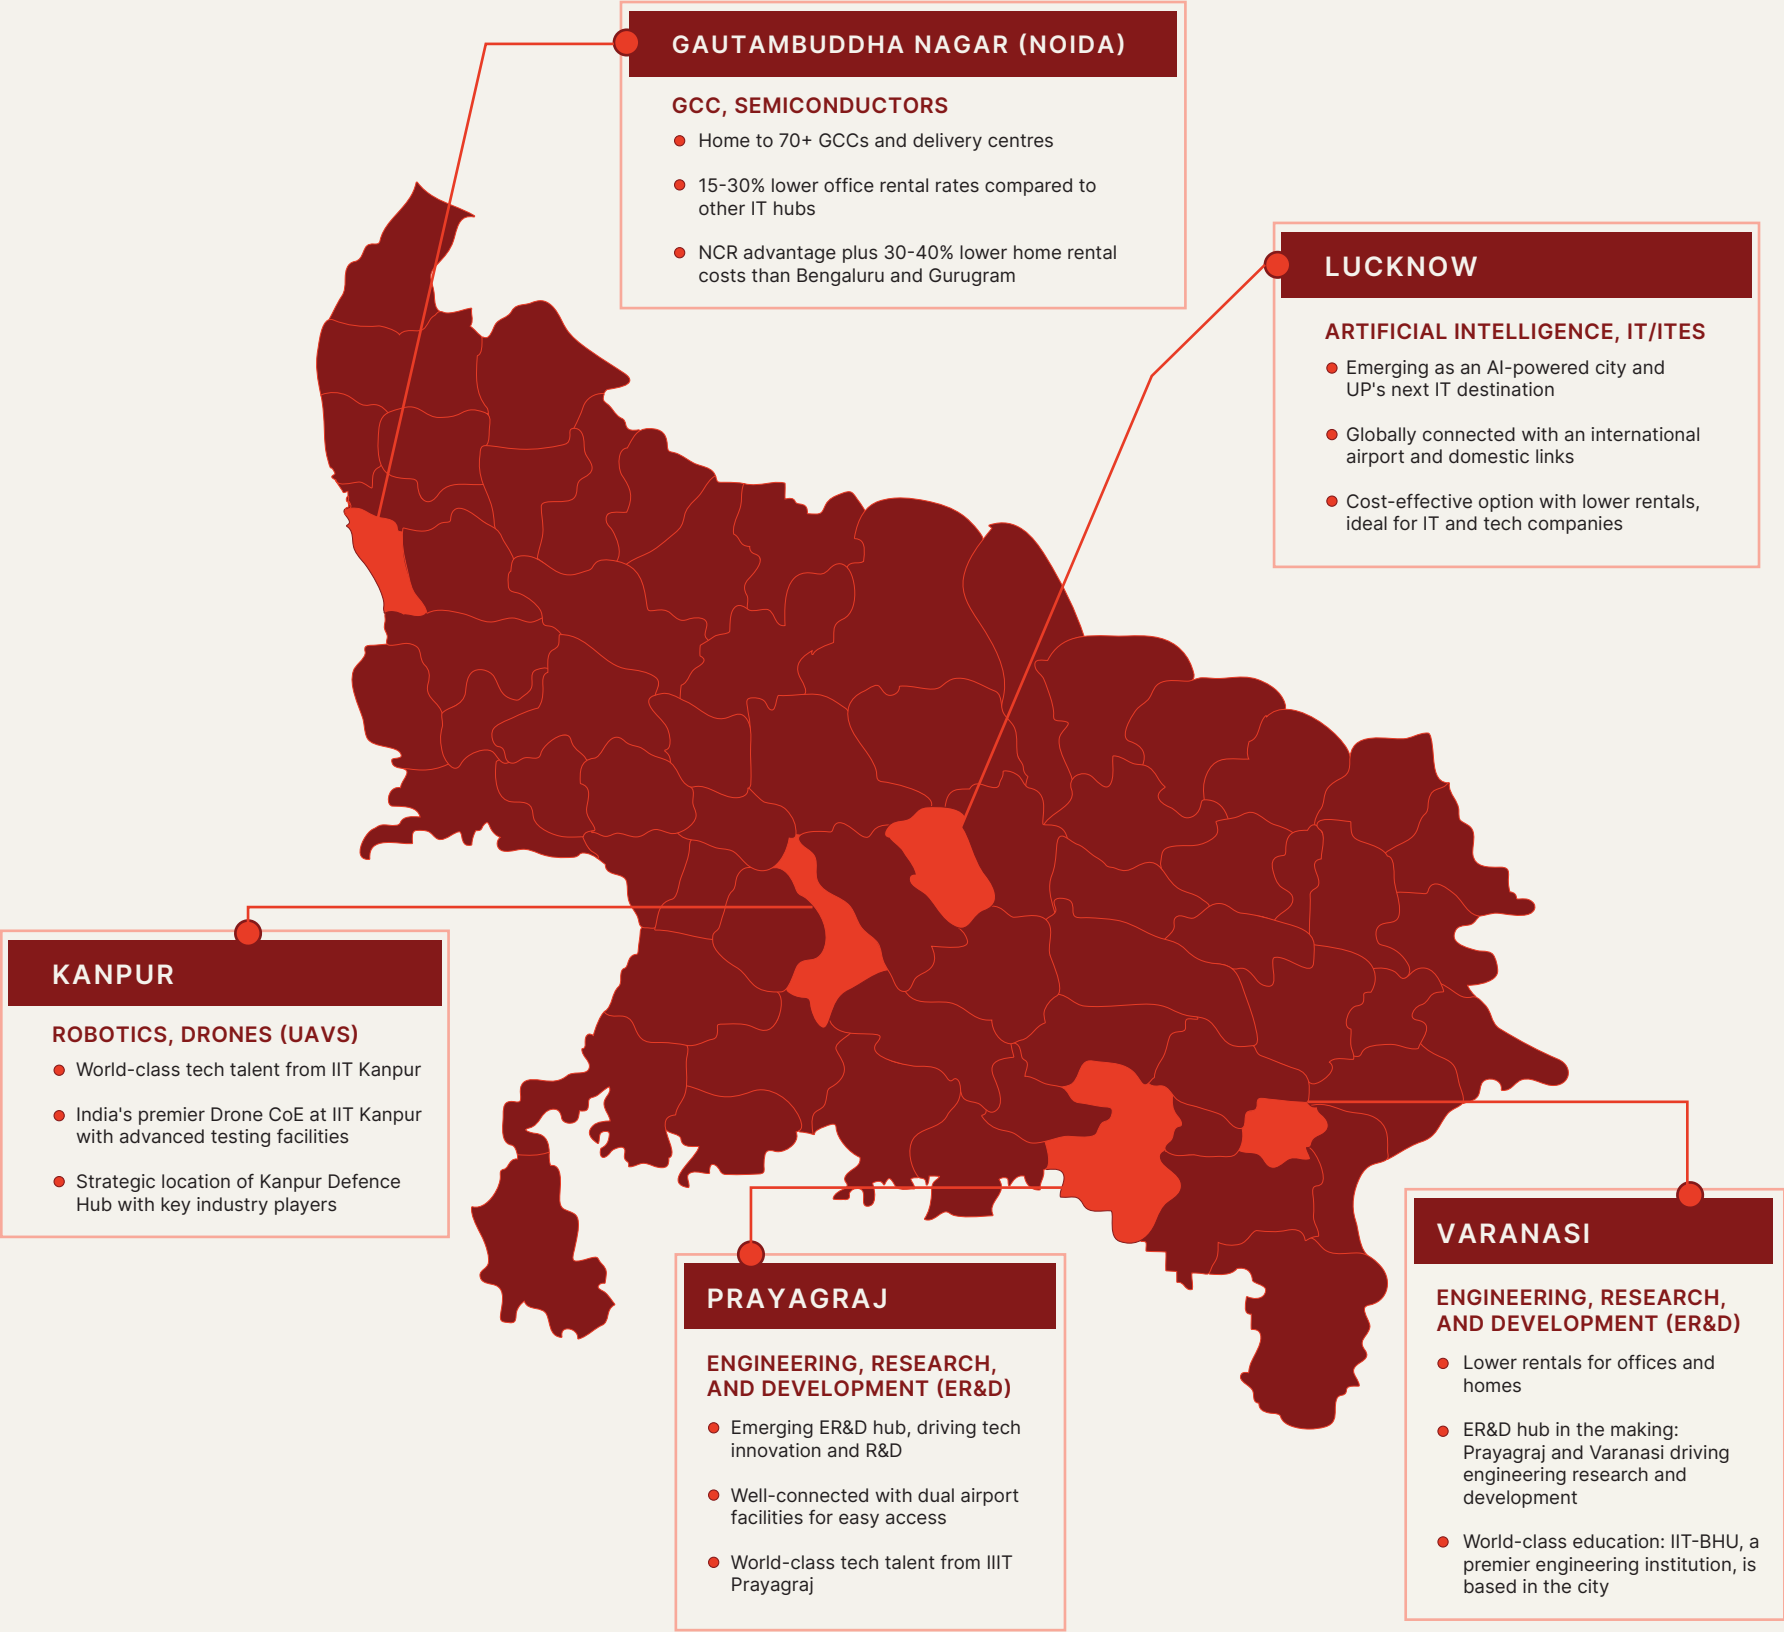 GAUTAMBUDDHA NAGAR (NOIDA)
GCC, SEMICONDUCTORS
Home to 70+ GCCs and delivery centres
15-30% lower office rental rates compared to
other IT hubs
NCR advantage plus 30-40% lower home rental
costs than Bengaluru and Gurugram
LUCKNOW
ARTIFICIAL INTELLIGENCE, IT/ITES
Emerging as an AI-powered city and
UP's next IT destination
Globally connected with an international
airport and domestic links
Cost-effective option with lower rentals,
ideal for IT and tech companies
KANPUR
ROBOTICS, DRONES (UAVS)
World-class tech talent from IIT Kanpur
India's premier Drone CoE at IIT Kanpur
with advanced testing facilities
Strategic location of Kanpur Defence
Hub with key industry players
PRAYAGRAJ
ENGINEERING, RESEARCH,
AND DEVELOPMENT (ER&D)
Emerging ER&D hub, driving tech
innovation and R&D
Well-connected with dual airport
facilities for easy access
World-class tech talent from IIIT
Prayagraj
VARANASI
ENGINEERING, RESEARCH,
AND DEVELOPMENT (ER&D)
Lower rentals for offices and
homes
ER&D hub in the making:
Prayagraj and Varanasi driving
engineering research and
development
World-class education: IIT-BHU, a
premier engineering institution, is
based in the city